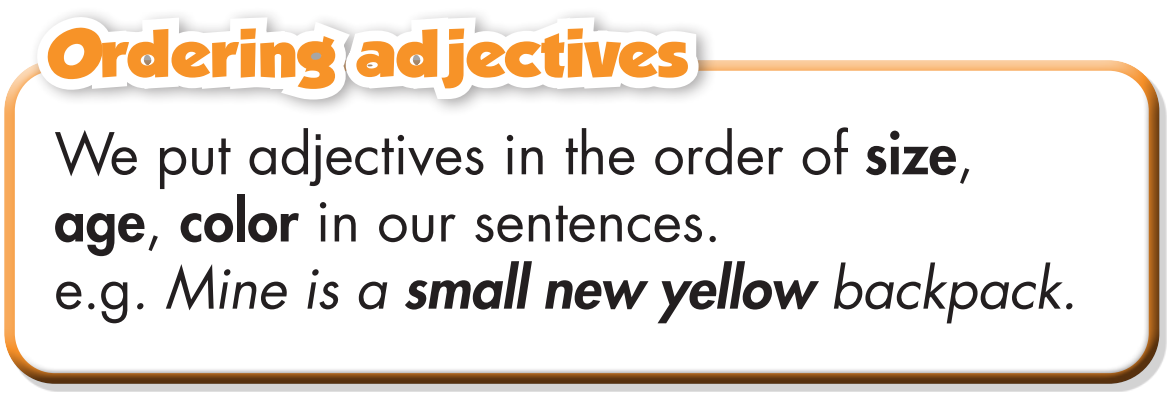 Ordering adjectives
We put adjectives in the order of size,
age, color in our sentences.
e.g. Mine is a small new yellow backpack.